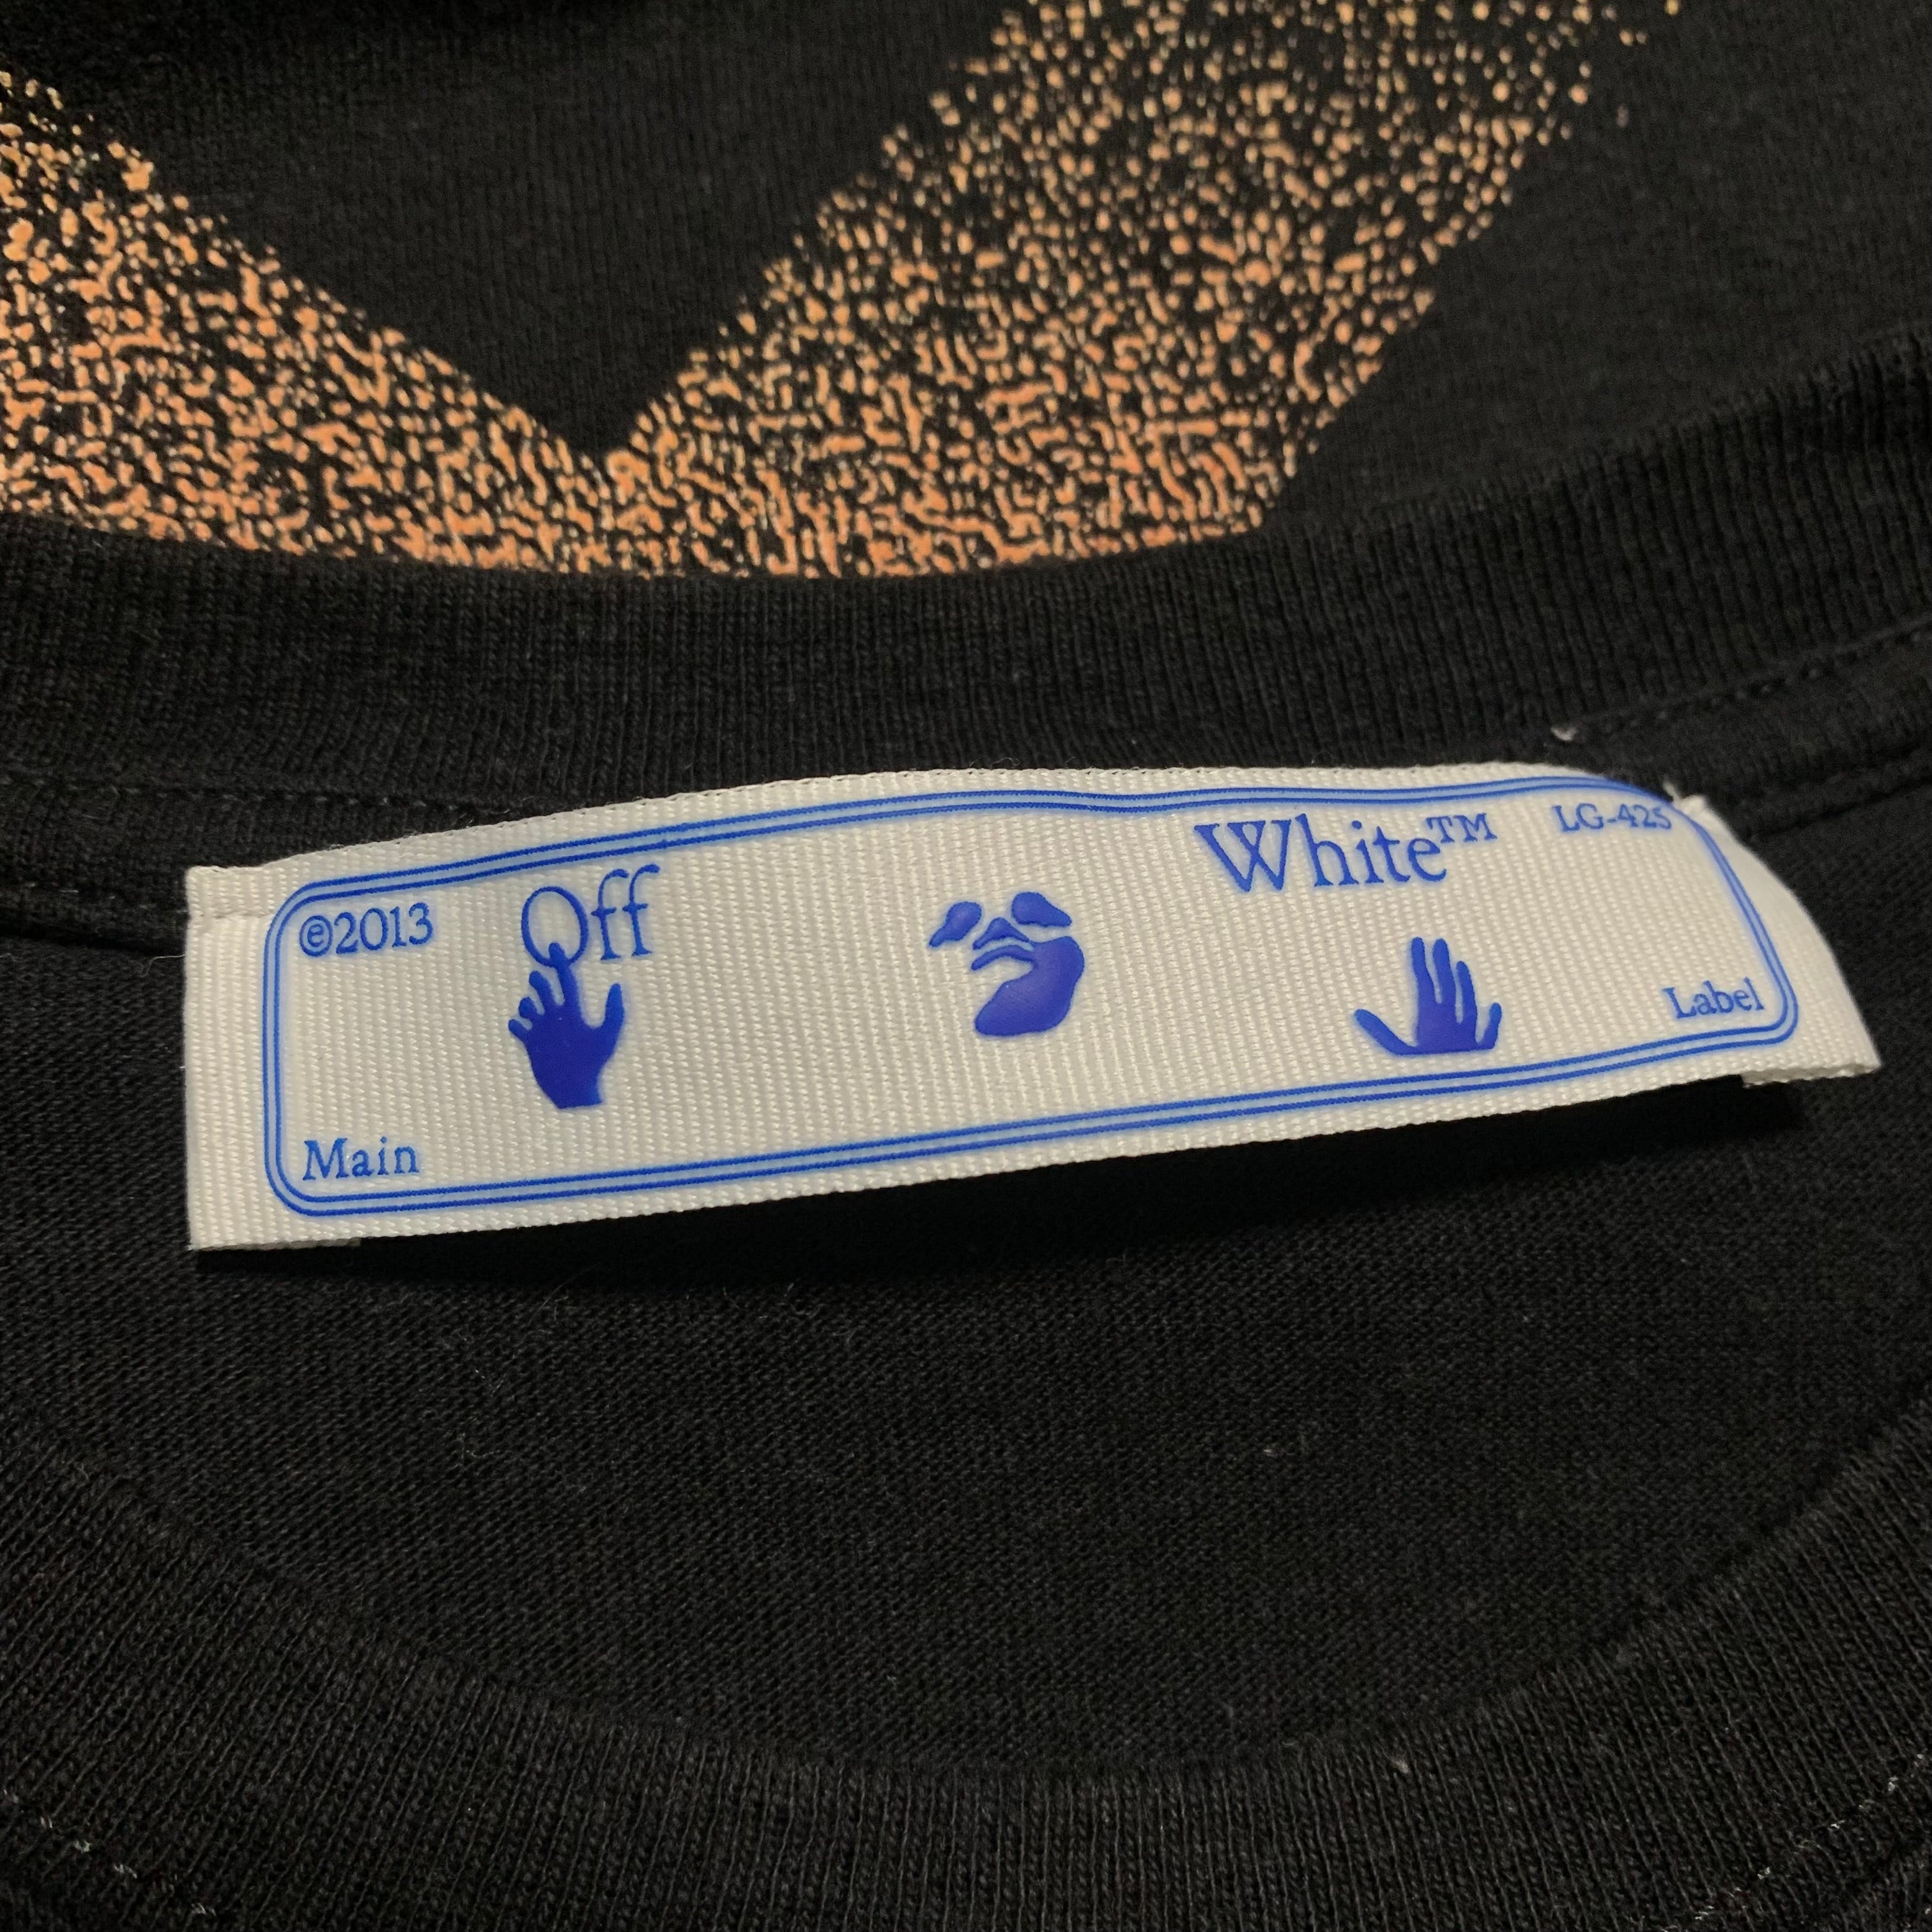 ©2013
Off
White™
LG-425
Main
Label